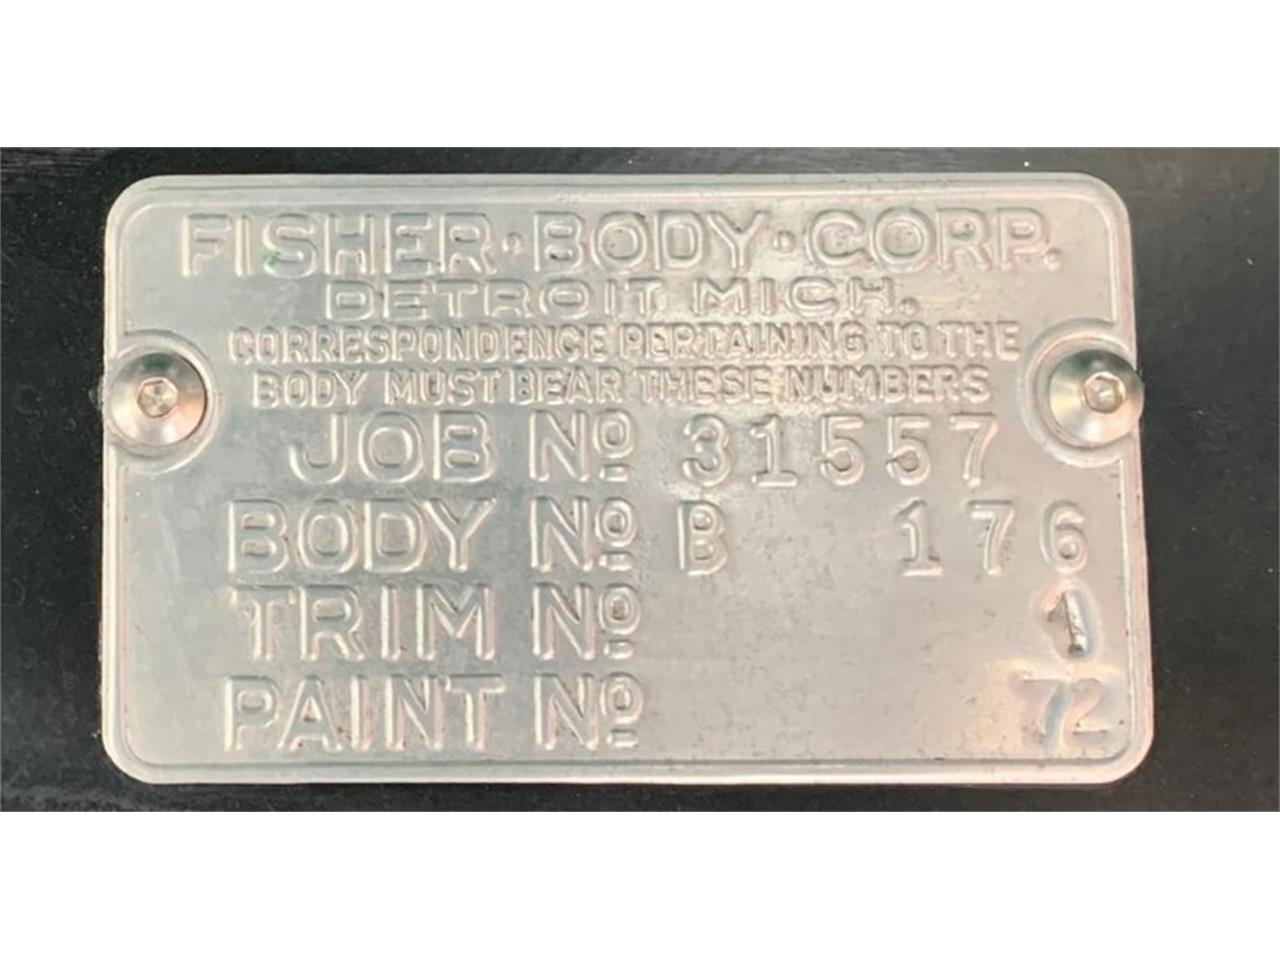 FISHER·BODY·CORP.
DETROIT MICH.
CORRESPONDENCE PERTAINING TO THE
BODY MUST BEAR THESE NUMBERS
JOB No 31557
BODY No B 176
TRIM No 1
PAINT No 72